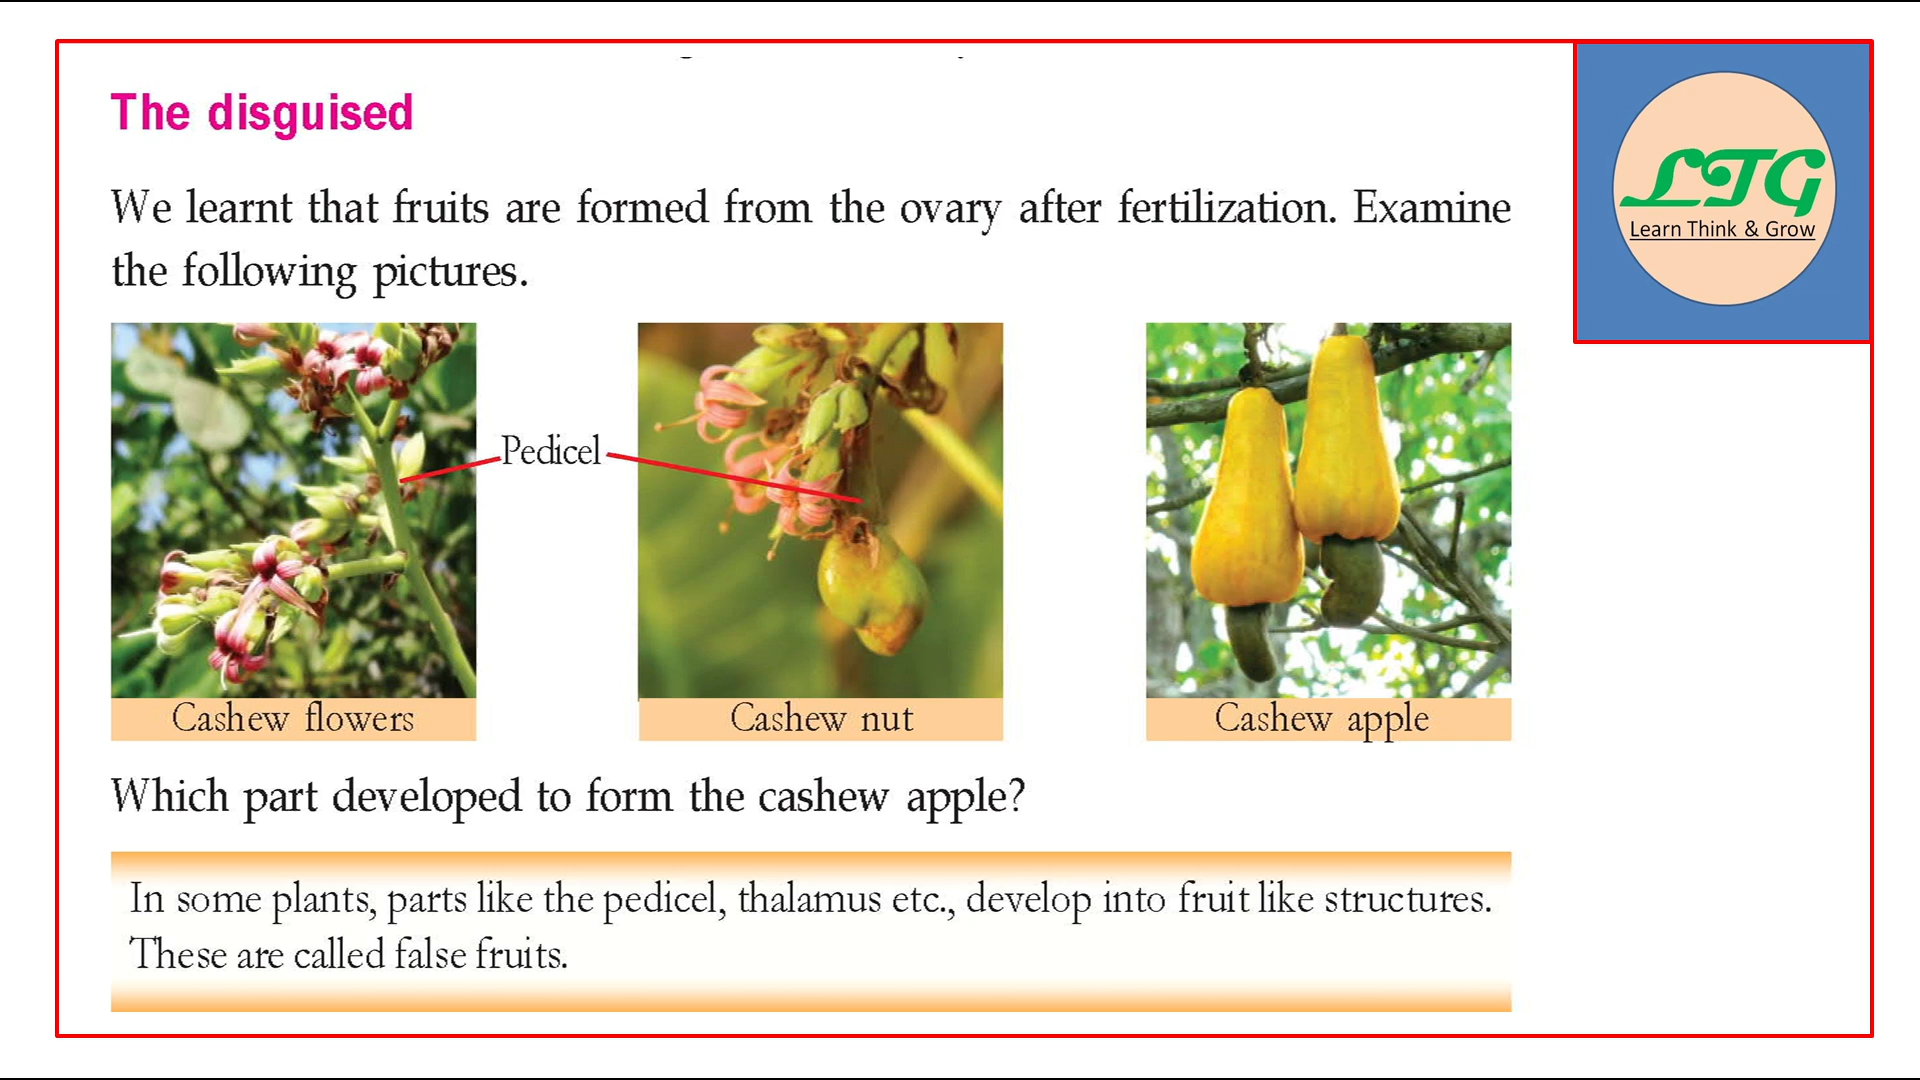 The disguised
We learnt that fruits are formed from the ovary after fertilization. Examine
the following pictures.
Pedicel
Cashew flowers
Cashew nut
Cashew apple
Which part developed to form the cashew apple?
In some plants, parts like the pedicel, thalamus etc., develop into fruit like structures.
These are called false fruits.
LTG
Learn Think & Grow